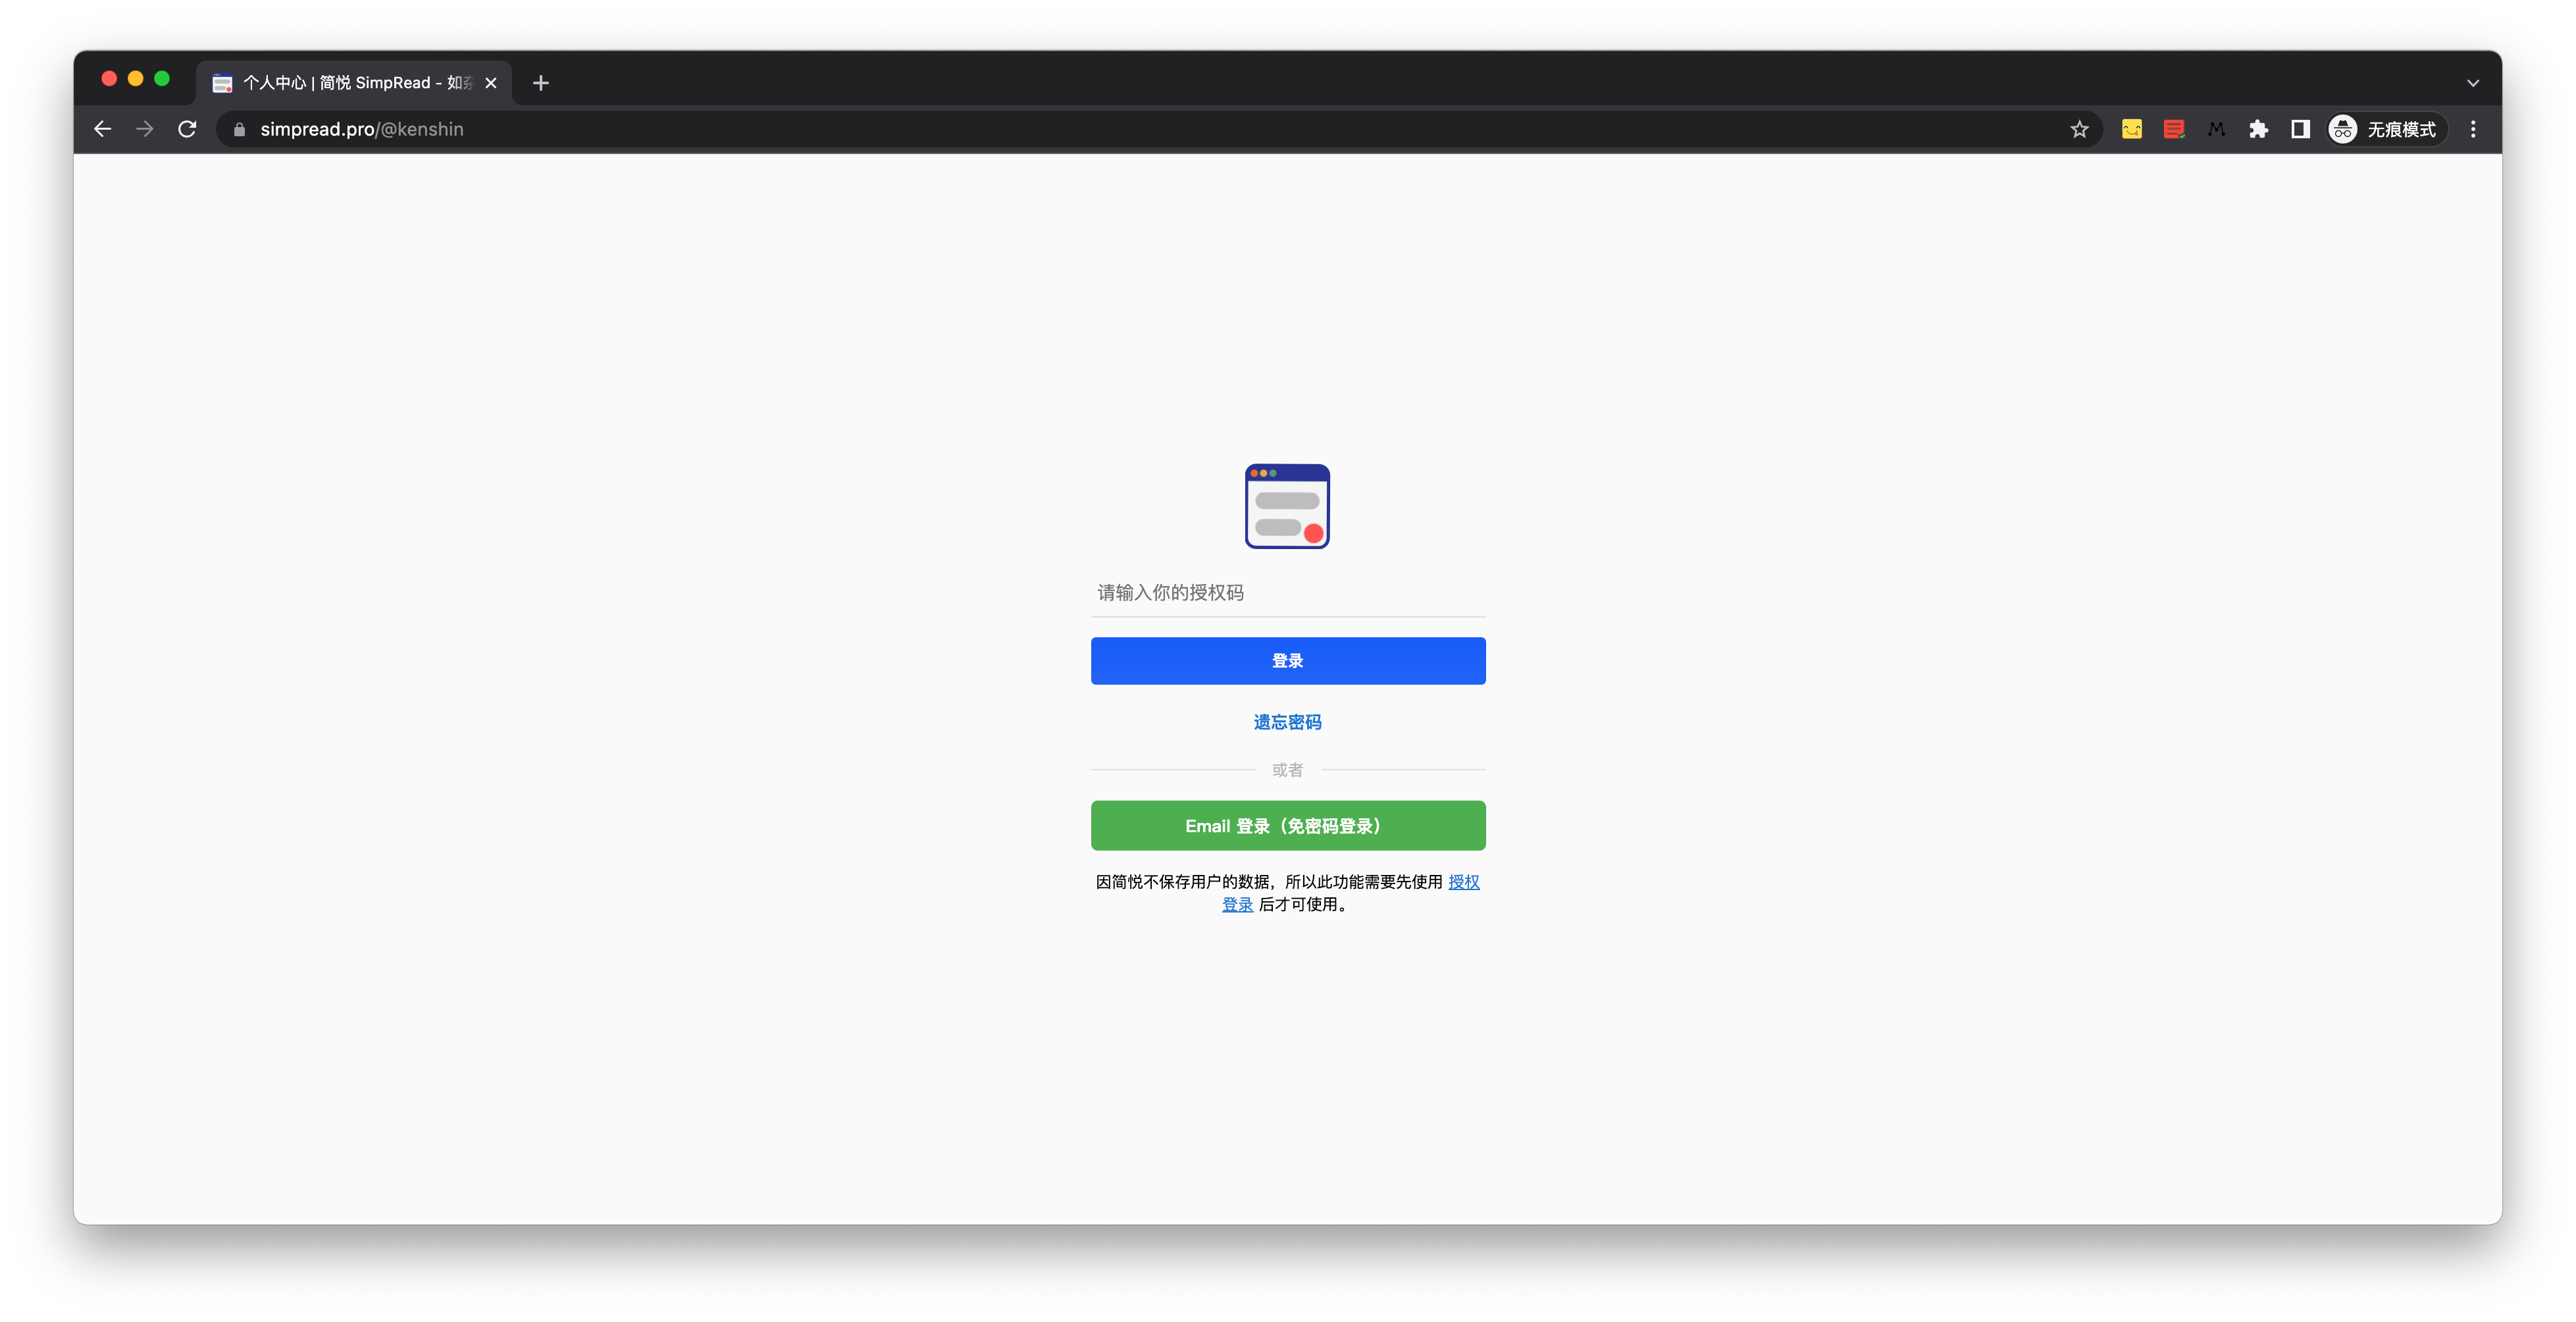 个人中心 | 简悦 SimpRead - 如
simpread.pro/@kenshin
无痕模式
请输入你的授权码
登录
遗忘密码
或者
Email 登录（免密码登录）
因简悦不保存用户的数据，所以此功能需要先使用 授权
登录 后才可使用。